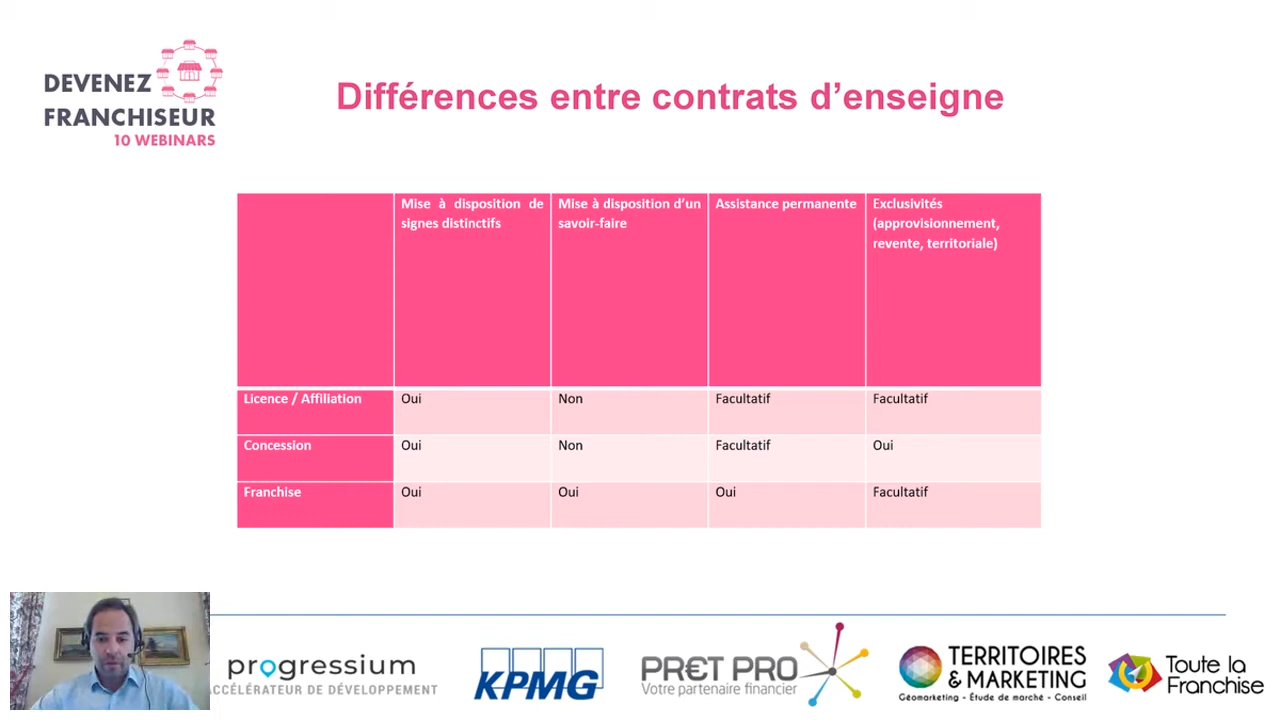 DEVENEZ
FRANCHISEUR
10 WEBINARS
Différences entre contrats d’enseigne
Mise à disposition de
signes distinctifs
Mise à disposition d’un
savoir-faire
Assistance permanente
Exclusivités
(approvisionnement,
revente, territoriale)
Licence / Affiliation
Oui
Non
Facultatif
Facultatif
Concession
Oui
Non
Facultatif
Oui
Franchise
Oui
Oui
Oui
Facultatif
progressium
ACCÉLÉRATEUR DE DÉVELOPPEMENT
KPMG
PR€T PRO
Votre partenaire financier
TERRITOIRES
& MARKETING
Géomarketing - Étude de marché - Conseil
Toute la
Franchise